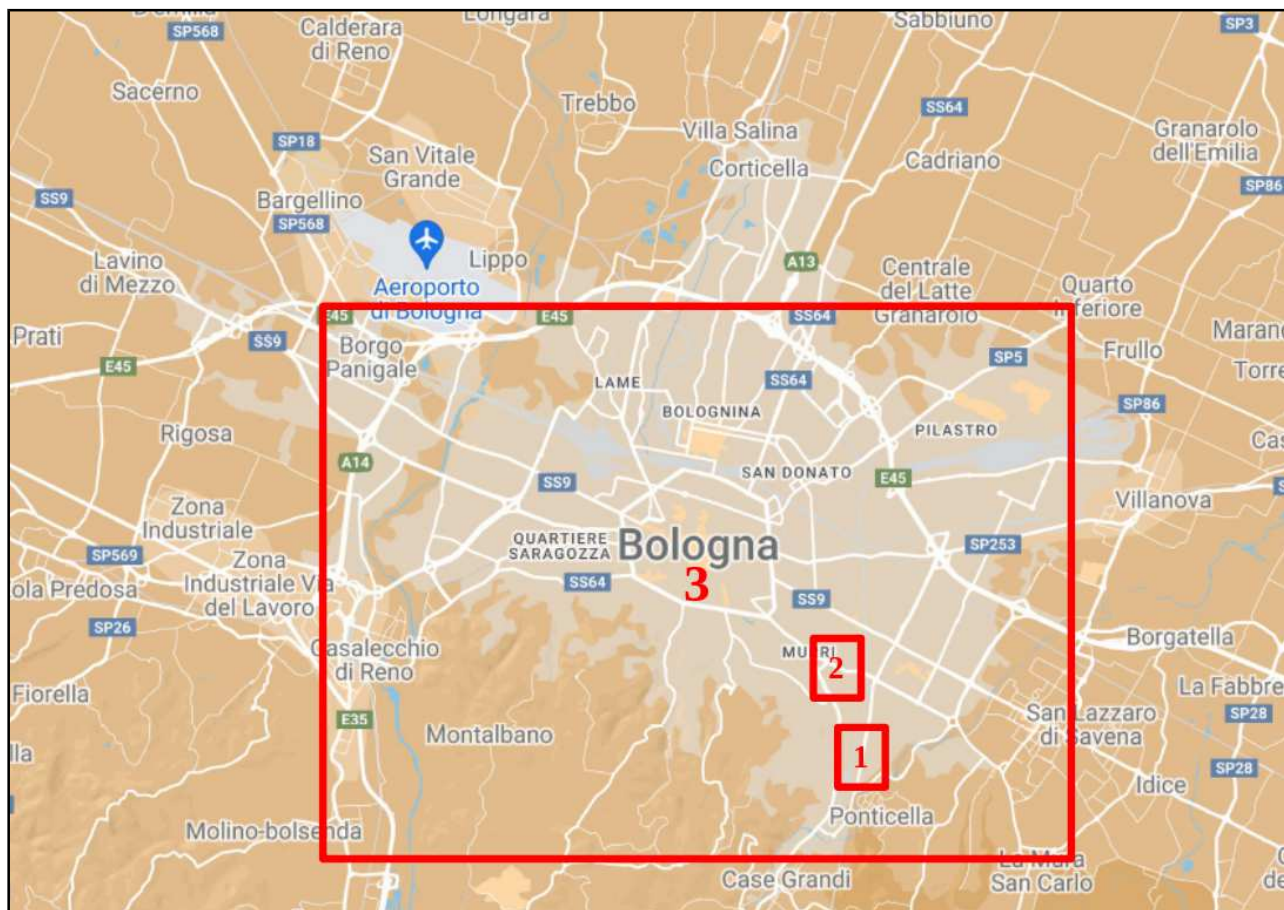 D'emilia
SP568
Calderara
di Reno
Longara
Sabbiuno
SP3
Sacerno
Trebbo
SS64
Villa Salina
Granarolo
dell'Emilia
SP18
San Vitale
Grande
Corticella
Cadriano
SS9
Bargellino
SP568
SP86
Lavino
di Mezzo
Lippo
A13
Centrale
del Latte
Granarolo
Quarto
Inferiore
Aeroporto
di Bologna
E45
E45
SS64
Prati
SS9
Borgo
Panigale
SP5
Frullo
E45
LAME
SS64
BOLOGNINA
SP86
Rigosa
PILASTRO
A14
SAN DONATO
E45
SS9
Villanova
Zona
Industriale
QUARTIERE
SARAGOZZA
Bologna
SP253
SP569
Zona
Industriale Via
del Lavoro
ola Predosa
SS64
3
SS9
SP26
Borgatella
Casalecchio
di Reno
MURRI
2
Fiorella
La Fabbre
E35
Montalbano
San Lazzaro
di Savena
SP28
1
SP28
Idice
Molino-bolsenda
Ponticella
Case Grandi
La Mura
San Carlo